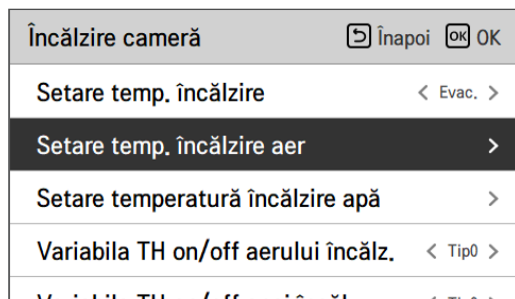 Încălzire cameră Înapoi OK OK
Setare temp. încălzire < Evac. >
Setare temp. încălzire aer >
Setare temperatură încălzire apă >
Variabila TH on/off aerului încălz. < Tip0 >